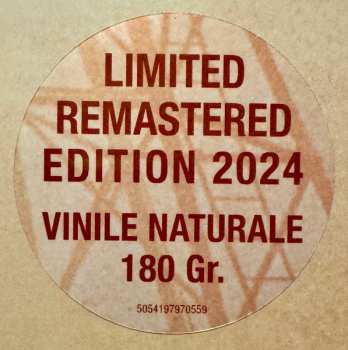 LIMITED
REMASTERED
EDITION 2024
VINILE NATURALE
180 Gr.
5054197970559